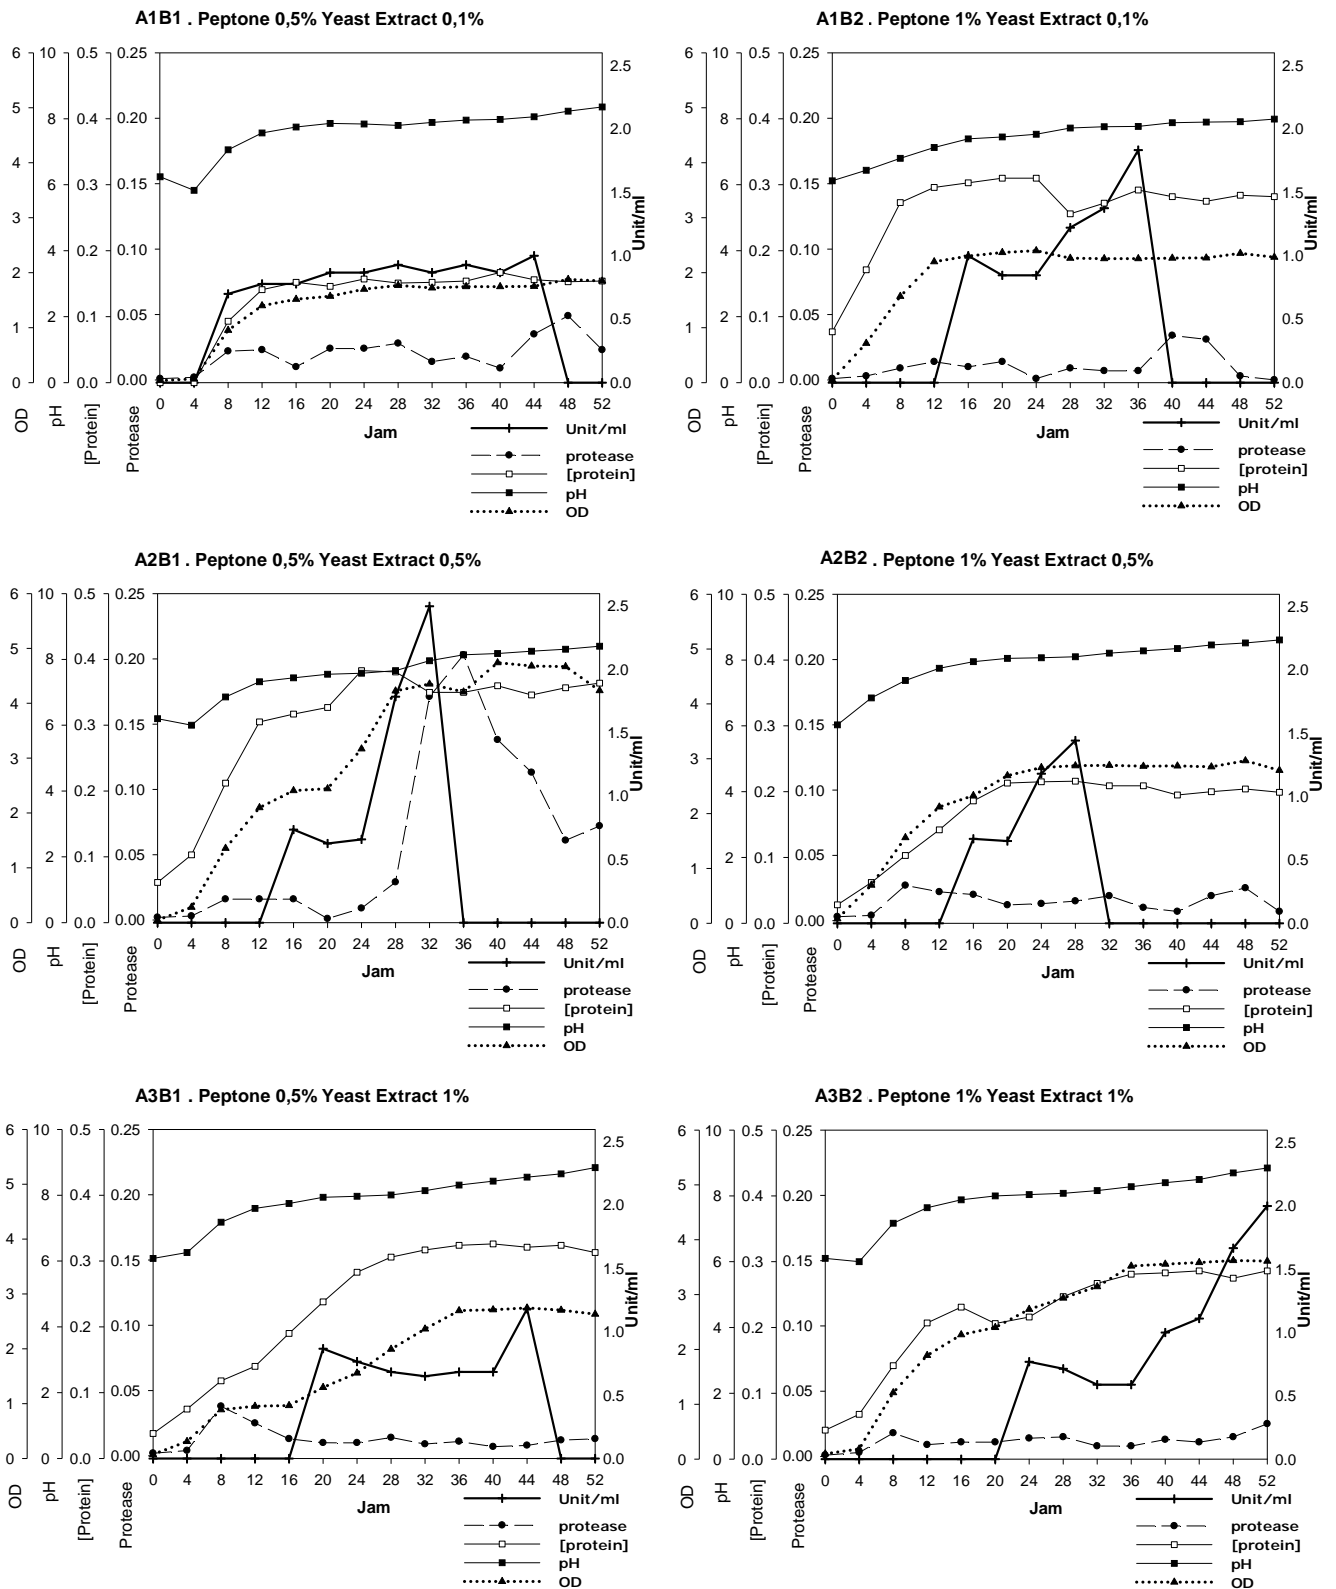 A1B1 . Peptone 0,5% Yeast Extract 0,1%
6 10 0.5 0.25
2.5
5 8 0.4 0.20
2.0
4 6 0.3 0.15
1.5
3
2 4 0.2 0.10
1.0
1 2 0.1 0.05
0.5
0 0 0.0 0.00
0.0
Unit/ml
0 4 8 12 16 20 24 28 32 36 40 44 48 52
OD pH [Protein] Protease
Jam
Unit/ml
protease
[protein]
pH
OD
A1B2 . Peptone 1% Yeast Extract 0,1%
6 10 0.5 0.25
2.5
5 8 0.4 0.20
2.0
4 6 0.3 0.15
1.5
3
2 4 0.2 0.10
1.0
1 2 0.1 0.05
0.5
0 0 0.0 0.00
0.0
Unit/ml
0 4 8 12 16 20 24 28 32 36 40 44 48 52
OD pH [Protein] Protease
Jam
Unit/ml
protease
[protein]
pH
OD
A2B1 . Peptone 0,5% Yeast Extract 0,5%
6 10 0.5 0.25
2.5
5 8 0.4 0.20
2.0
4 6 0.3 0.15
1.5
3
2 4 0.2 0.10
1.0
1 2 0.1 0.05
0.5
0 0 0.0 0.00
0.0
Unit/ml
0 4 8 12 16 20 24 28 32 36 40 44 48 52
OD pH [Protein] Protease
Jam
Unit/ml
protease
[protein]
pH
OD
A2B2 . Peptone 1% Yeast Extract 0,5%
6 10 0.5 0.25
2.5
5 8 0.4 0.20
2.0
4 6 0.3 0.15
1.5
3
2 4 0.2 0.10
1.0
1 2 0.1 0.05
0.5
0 0 0.0 0.00
0.0
Unit/ml
0 4 8 12 16 20 24 28 32 36 40 44 48 52
OD pH [Protein] Protease
Jam
Unit/ml
protease
[protein]
pH
OD
A3B1 . Peptone 0,5% Yeast Extract 1%
6 10 0.5 0.25
2.5
5 8 0.4 0.20
2.0
4 6 0.3 0.15
1.5
3
2 4 0.2 0.10
1.0
1 2 0.1 0.05
0.5
0 0 0.0 0.00
0.0
Unit/ml
0 4 8 12 16 20 24 28 32 36 40 44 48 52
OD pH [Protein] Protease
Jam
Unit/ml
protease
[protein]
pH
OD
A3B2 . Peptone 1% Yeast Extract 1%
6 10 0.5 0.25
2.5
5 8 0.4 0.20
2.0
4 6 0.3 0.15
1.5
3
2 4 0.2 0.10
1.0
1 2 0.1 0.05
0.5
0 0 0.0 0.00
0.0
Unit/ml
0 4 8 12 16 20 24 28 32 36 40 44 48 52
OD pH [Protein] Protease
Jam
Unit/ml
protease
[protein]
pH
OD